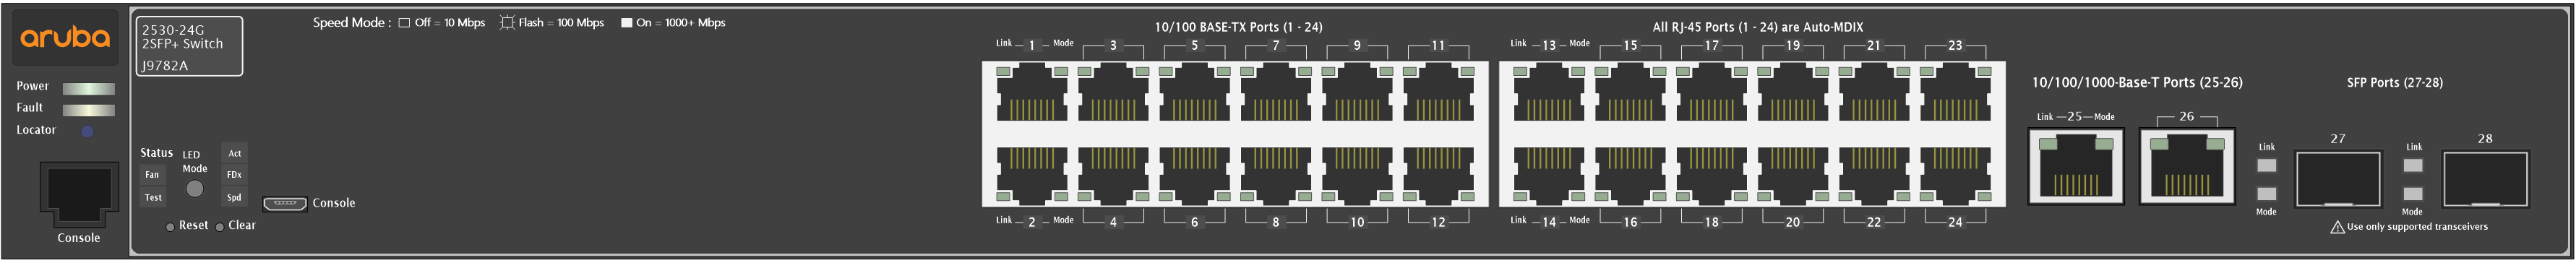 aruba
Power
Fault
Locator
Console
2530-24G
2SFP+ Switch
J9782A
Speed Mode : Off = 10 Mbps Flash = 100 Mbps On = 1000+ Mbps
Status
Fan
Test
LED
Mode
Act
FDx
Spd
Reset Clear
Console
10/100 BASE-TX Ports (1 - 24)
Link 1 Mode 3 5 7 9 11
Link 2 Mode 4 6 8 10 12
All RJ-45 Ports (1 - 24) are Auto-MDIX
Link 13 Mode 15 17 19 21 23
Link 14 Mode 16 18 20 22 24
10/100/1000-Base-T Ports (25-26)
Link 25 Mode 26
SFP Ports (27-28)
Link 27 Link 28
Mode Mode
Use only supported transceivers